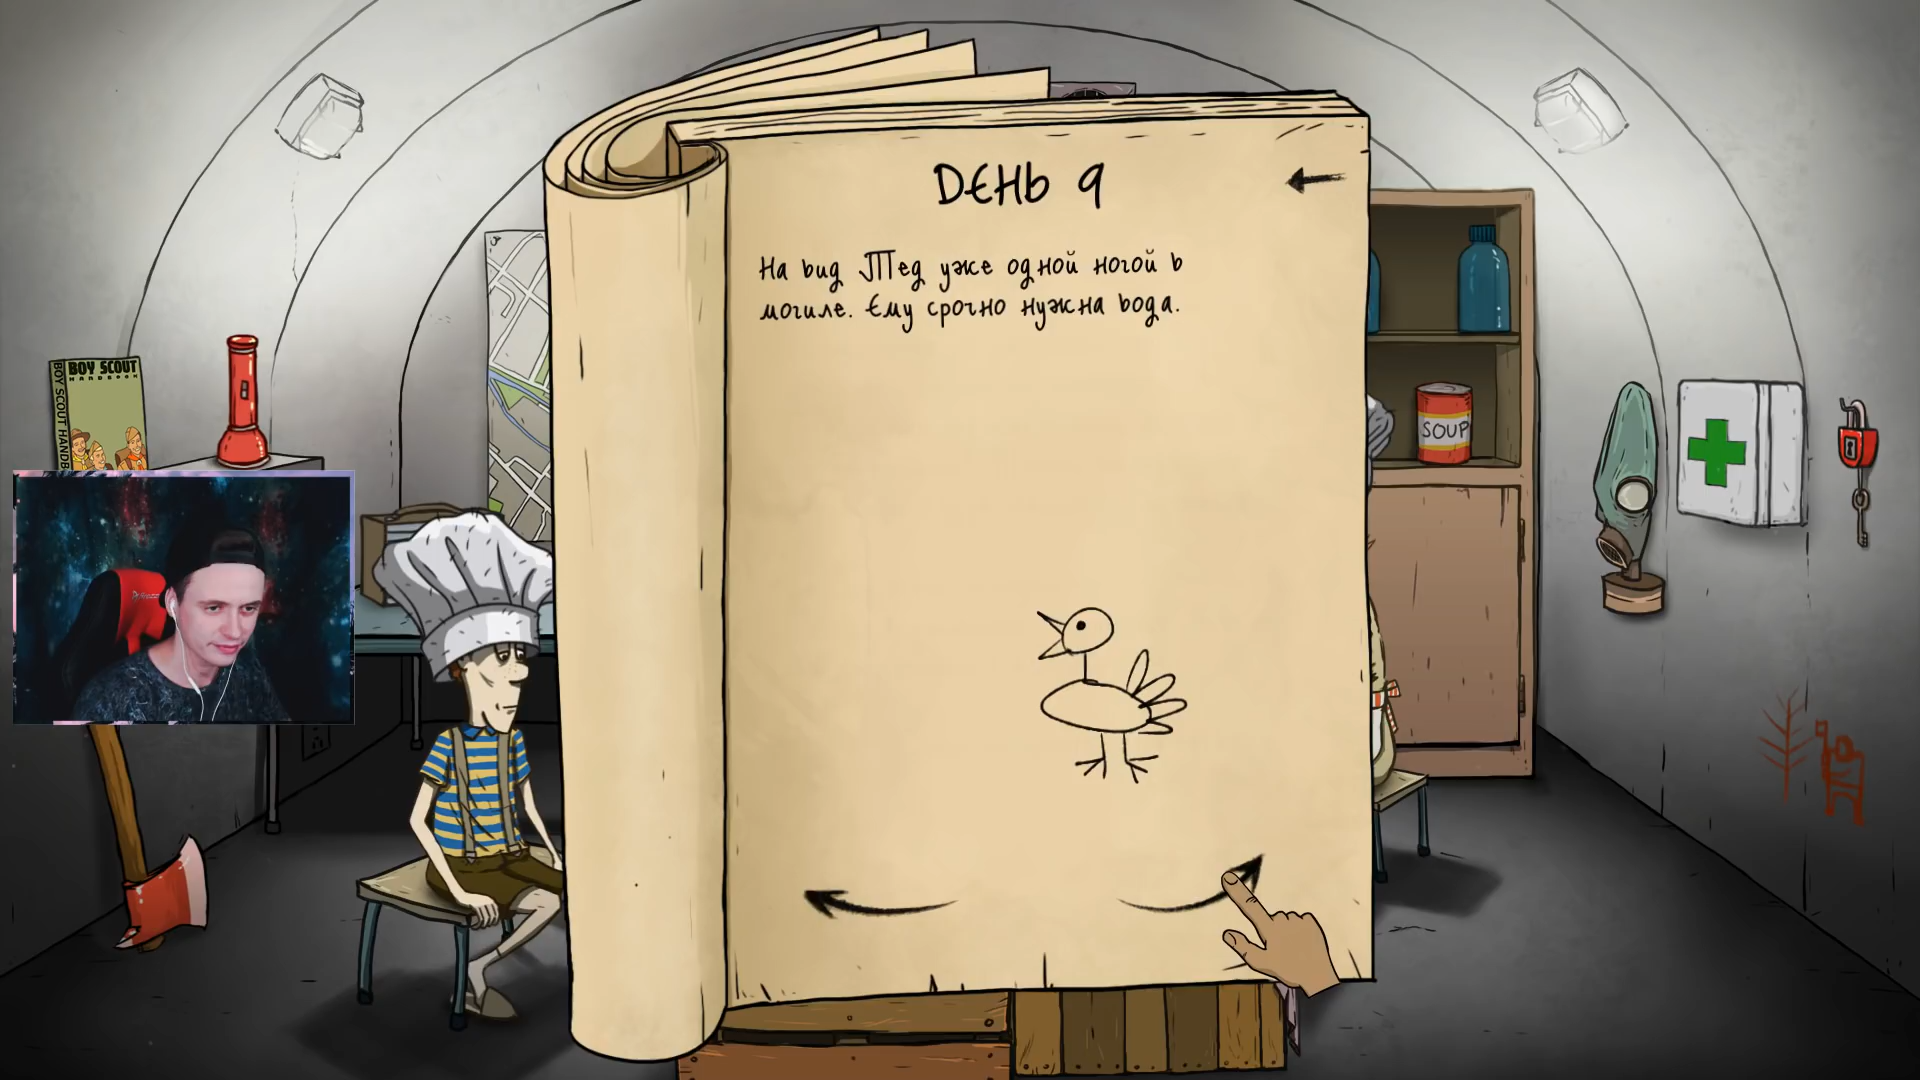 ДЕНЬ 9
На вид Тед уже одной ногой в
могиле. Ему срочно нужна вода.
BOY SCOUT
HANDBOOK
BOY SCOUT HANDB
SOUP